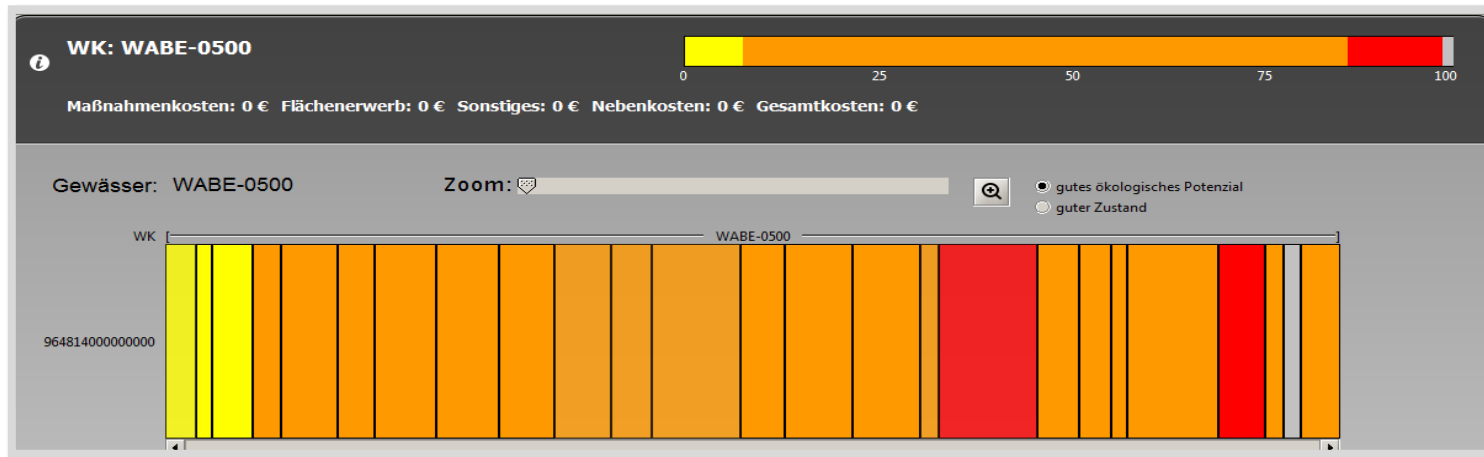 WK: WABE-0500
0 25 50 75 100
Maßnahmenkosten: 0 € Flächenerwerb: 0 € Sonstiges: 0 € Nebenkosten: 0 € Gesamtkosten: 0 €
Gewässer: WABE-0500 Zoom: gutes ökologisches Potenzial
guter Zustand
WK [ WABE-0500 ]
964814000000000